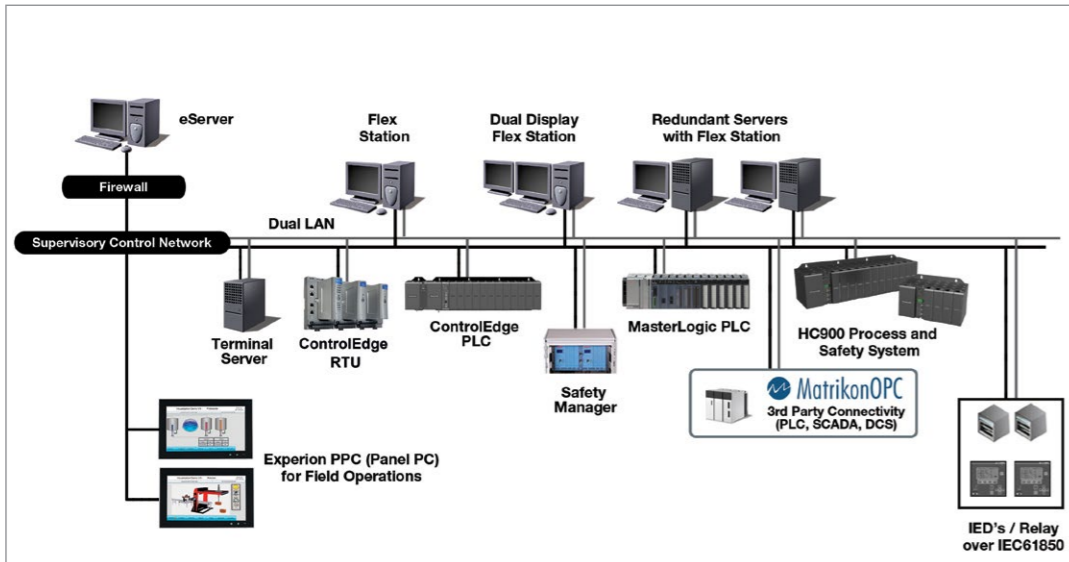 eServer
Flex
Station
Dual Display
Flex Station
Redundant Servers
with Flex Station
Firewall
Dual LAN
Supervisory Control Network
Terminal
Server
ControlEdge
RTU
ControlEdge
PLC
Safety
Manager
MasterLogic PLC
HC900 Process and
Safety System
MatrikonOPC
3rd Party Connectivity
(PLC, SCADA, DCS)
Experion PPC (Panel PC)
for Field Operations
IED's / Relay
over IEC61850